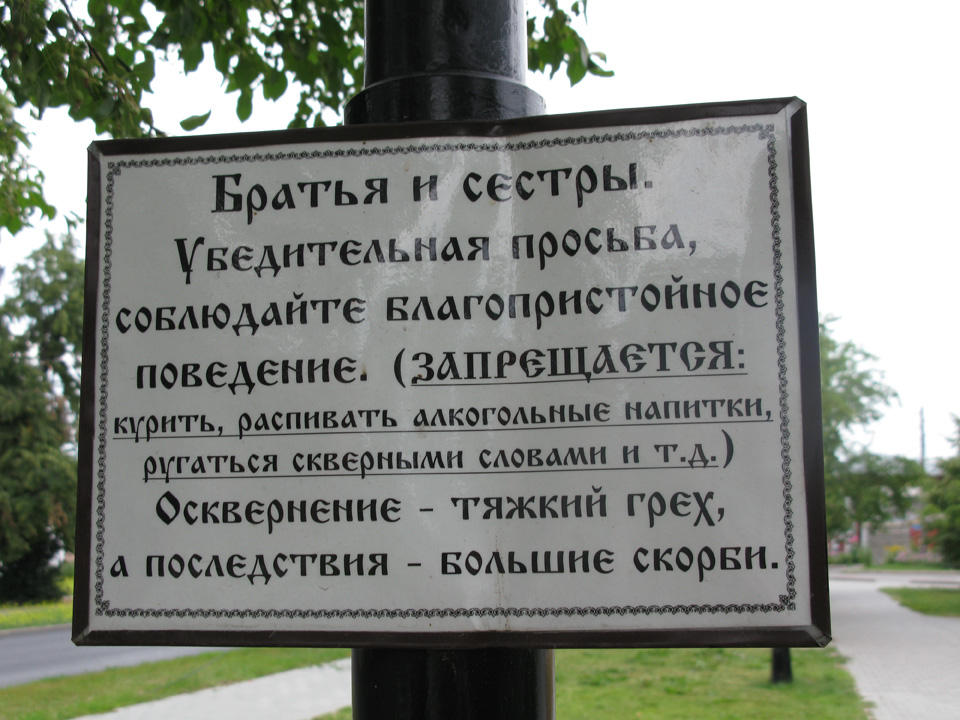 Братья и сестры.
Убедительная просьба,
соблюдайте благопристойное
поведение. (ЗАПРЕЩАЕТСЯ:
курить, распивать алкогольные напитки,
ругаться скверными словами и т.д.)
Осквернение - тяжкий грех,
а последствия - большие скорби.